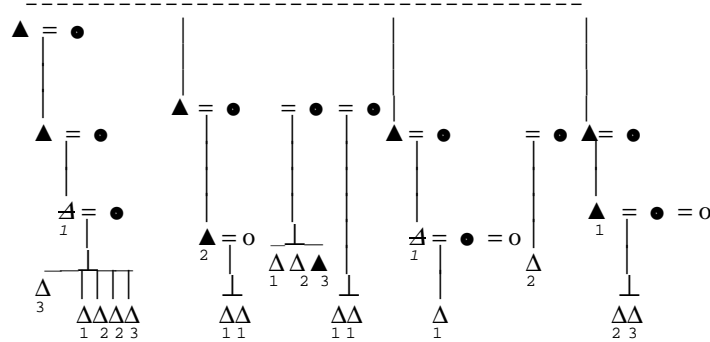 ▲ = ●
▲ = ● = ● = ●
▲ = ● ▲ = ● = ● ▲ = ●
Δ = ● ▲ = ● = o
1 1
▲ = o Δ = ● = o
2 1
Δ Δ ▲ Δ
1 2 3 2
Δ
3
Δ Δ Δ Δ Δ Δ Δ Δ Δ Δ Δ
1 2 2 3 1 1 1 1 1 2 3